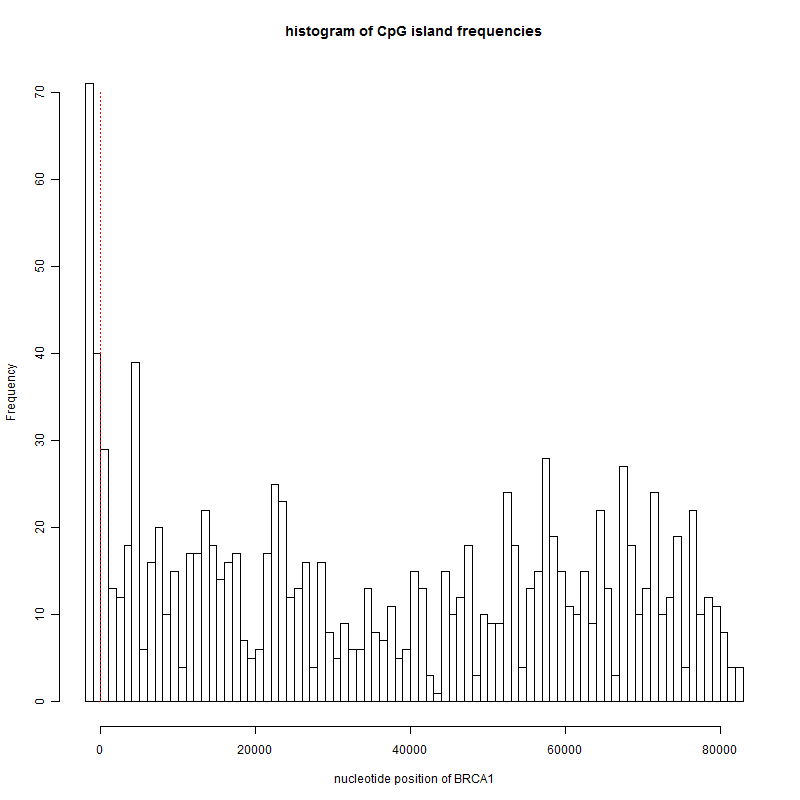 histogram of CpG island frequencies
70
60
50
40
30
20
10
0
Frequency
0 20000 40000 60000 80000
nucleotide position of BRCA1